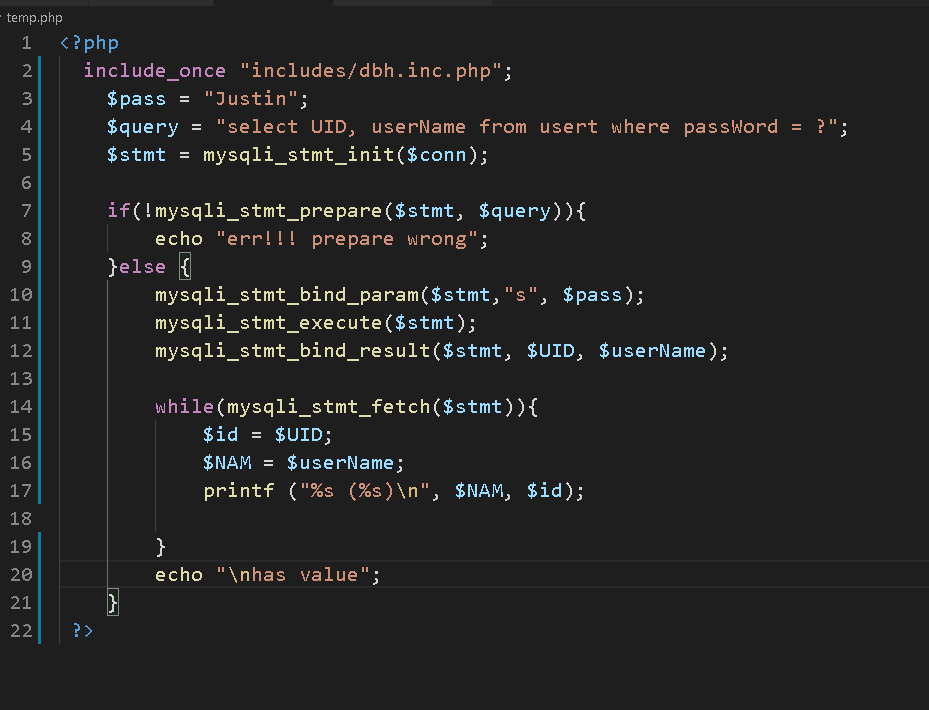 temp.php
1 <?php
2 include_once "includes/dbh.inc.php";
3 $pass = "Justin";
4 $query = "select UID, userName from usert where passWord = ?";
5 $stmt = mysqli_stmt_init($conn);
6
7 if(!mysqli_stmt_prepare($stmt, $query)){
8 echo "err!!! prepare wrong";
9 }else {
10 mysqli_stmt_bind_param($stmt,"s", $pass);
11 mysqli_stmt_execute($stmt);
12 mysqli_stmt_bind_result($stmt, $UID, $userName);
13
14 while(mysqli_stmt_fetch($stmt)){
15 $id = $UID;
16 $NAM = $userName;
17 printf ("%s (%s)\n", $NAM, $id);
18
19 }
20 echo "\nhas value";
21 }
22 ?>